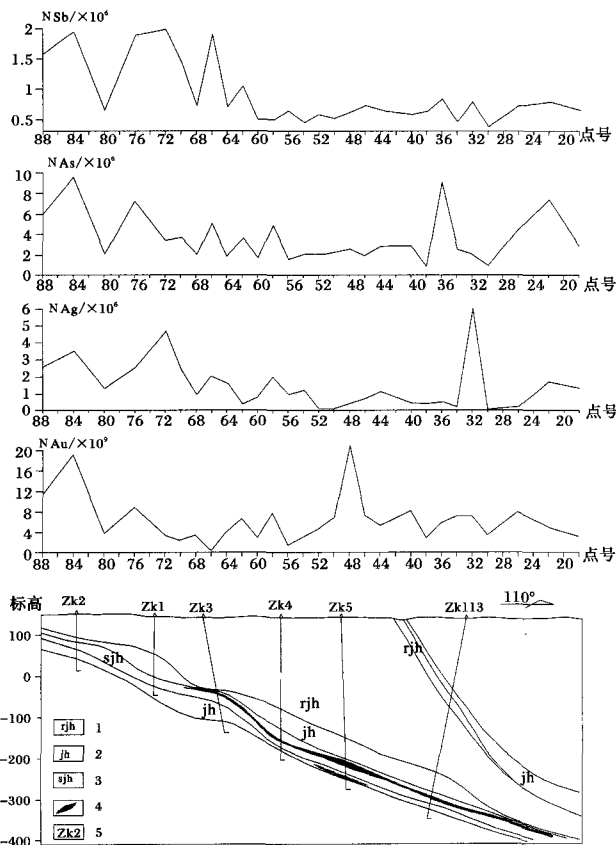 NSb/×10⁶
2
1.5
1
0.5
88 84 80 76 72 68 64 60 56 52 48 44 40 36 32 28 24 20 点号
NAs/×10⁶
10
8
6
4
2
0
88 84 80 76 72 68 64 60 56 52 48 44 40 36 32 28 24 20 点号
NAg/×10⁶
6
5
4
3
2
1
0
88 84 80 76 72 68 64 60 56 52 48 44 40 36 32 28 24 20 点号
NAu/×10⁹
20
16
12
8
4
0
88 84 80 76 72 68 64 60 56 52 48 44 40 36 32 28 24 20 点号
标高 Zk2 Zk1 Zk3 Zk4 Zk5 Zk113 110°
100
0
-100
-200
-300
-400
sjh
jh
rjh
jh
rjh
jh
rjh 1
jh 2
sjh 3
4
Zk2 5